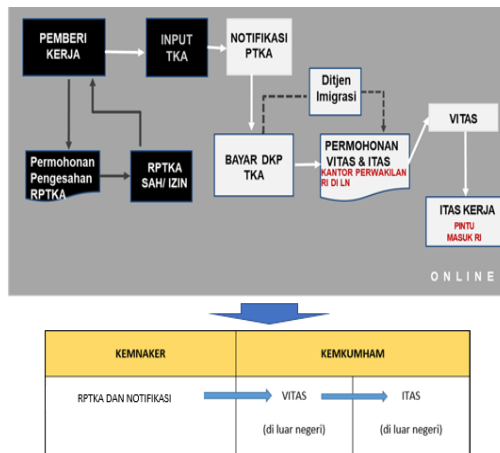 PEMBERI
KERJA
INPUT
TKA
NOTIFIKASI
PTKA
Ditjen
Imigrasi
VITAS
Permohonan
Pengesahan
RPTKA
RPTKA
SAH/ IZIN
BAYAR DKP
TKA
PERMOHONAN
VITAS & ITAS
KANTOR PERWAKILAN
RI DI LN
ITAS KERJA
PINTU
MASUK RI
ONLINE
KEMNAKER
KEMKUMHAM
RPTKA DAN NOTIFIKASI
VITAS
ITAS
(di luar negeri)
(di luar negeri)